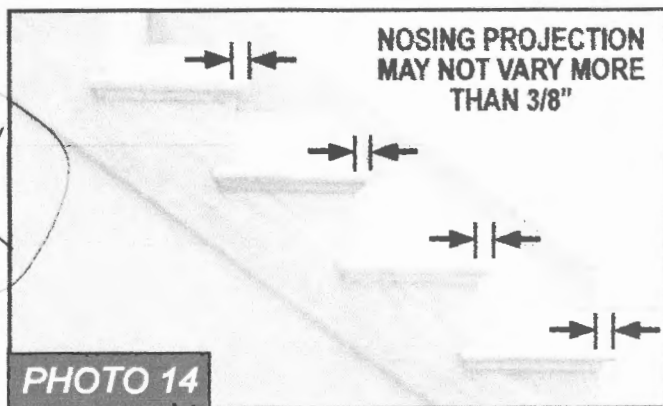 NOSING PROJECTION
MAY NOT VARY MORE
THAN 3/8"
PHOTO 14